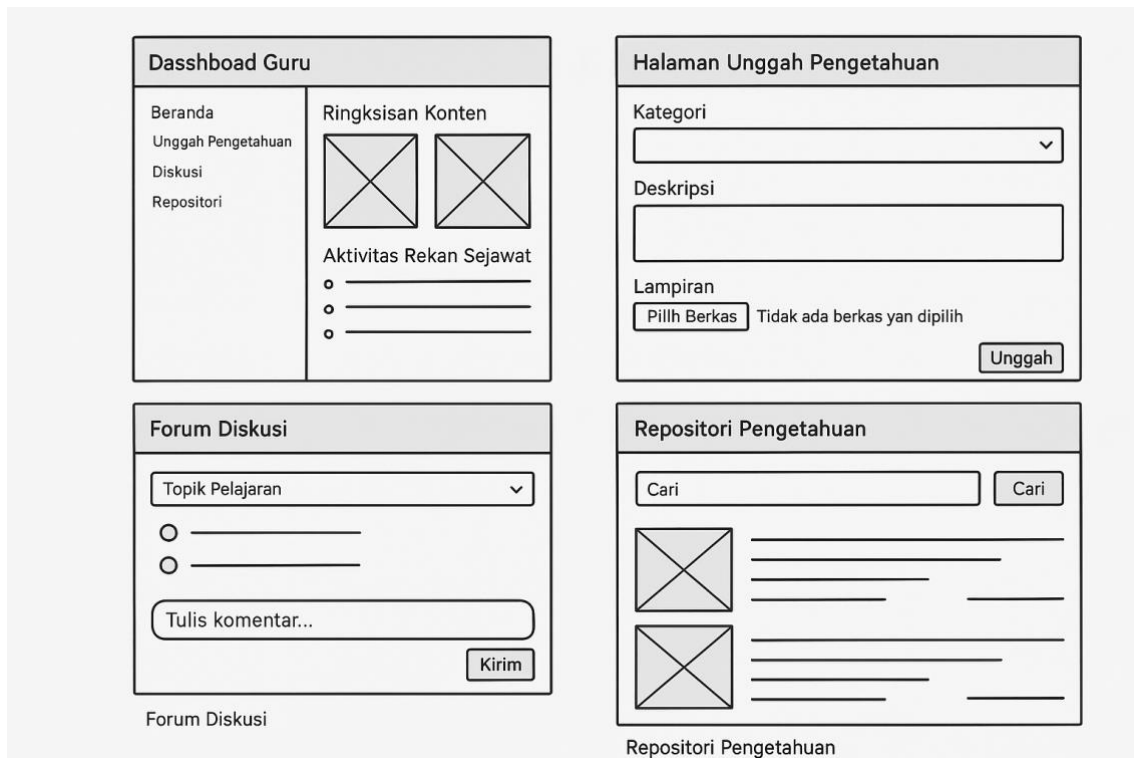 Dasshboad Guru
Beranda
Unggah Pengetahuan
Diskusi
Repositori
Ringksisan Konten
Aktivitas Rekan Sejawat
Halaman Unggah Pengetahuan
Kategori
Deskripsi
Lampiran
Pillh Berkas Tidak ada berkas yan dipilih
Unggah
Forum Diskusi
Topik Pelajaran
Tulis komentar...
Kirim
Forum Diskusi
Repositori Pengetahuan
Cari Cari
Repositori Pengetahuan